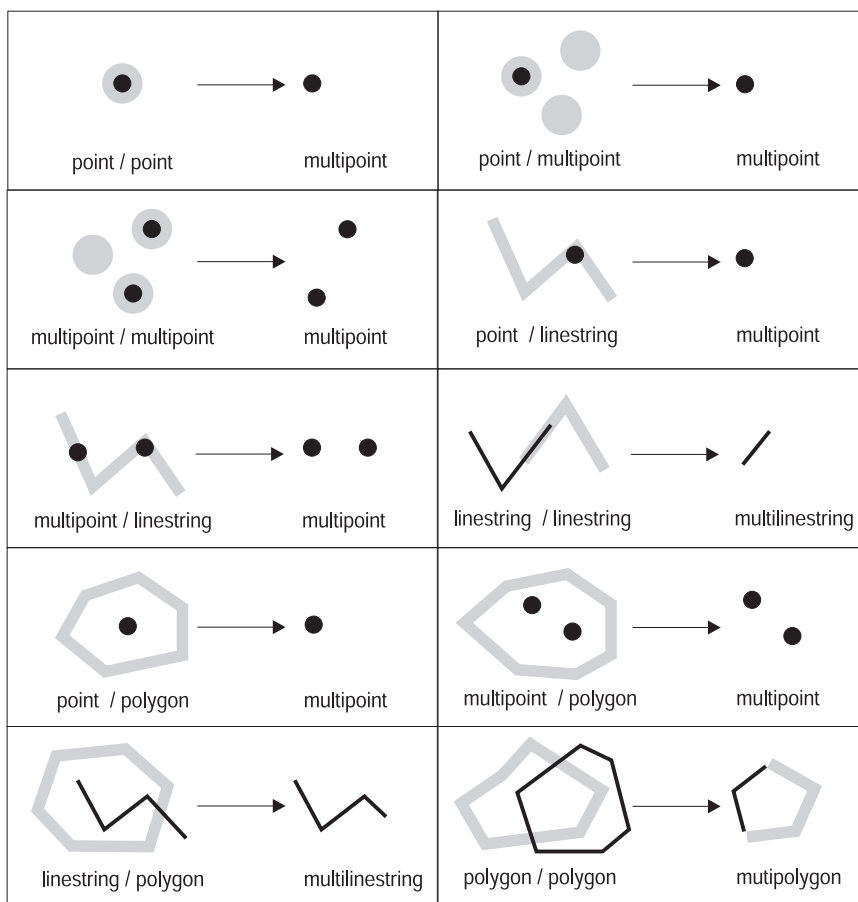 point / point multipoint
point / multipoint multipoint
multipoint / multipoint multipoint
point / linestring multipoint
multipoint / linestring multipoint
linestring / linestring multilinestring
point / polygon multipoint
multipoint / polygon multipoint
linestring / polygon multilinestring
polygon / polygon mutipolygon